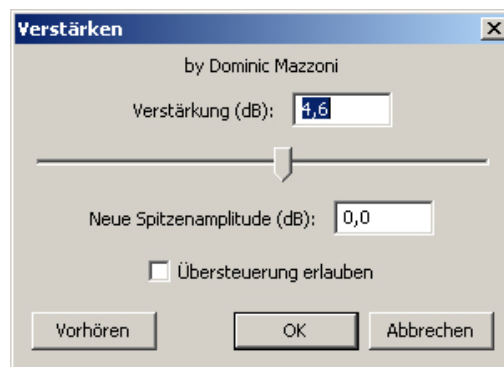 Verstärken
by Dominic Mazzoni
Verstärkung (dB): 4,6
Neue Spitzenamplitude (dB): 0,0
Übersteuerung erlauben
Vorhören OK Abbrechen